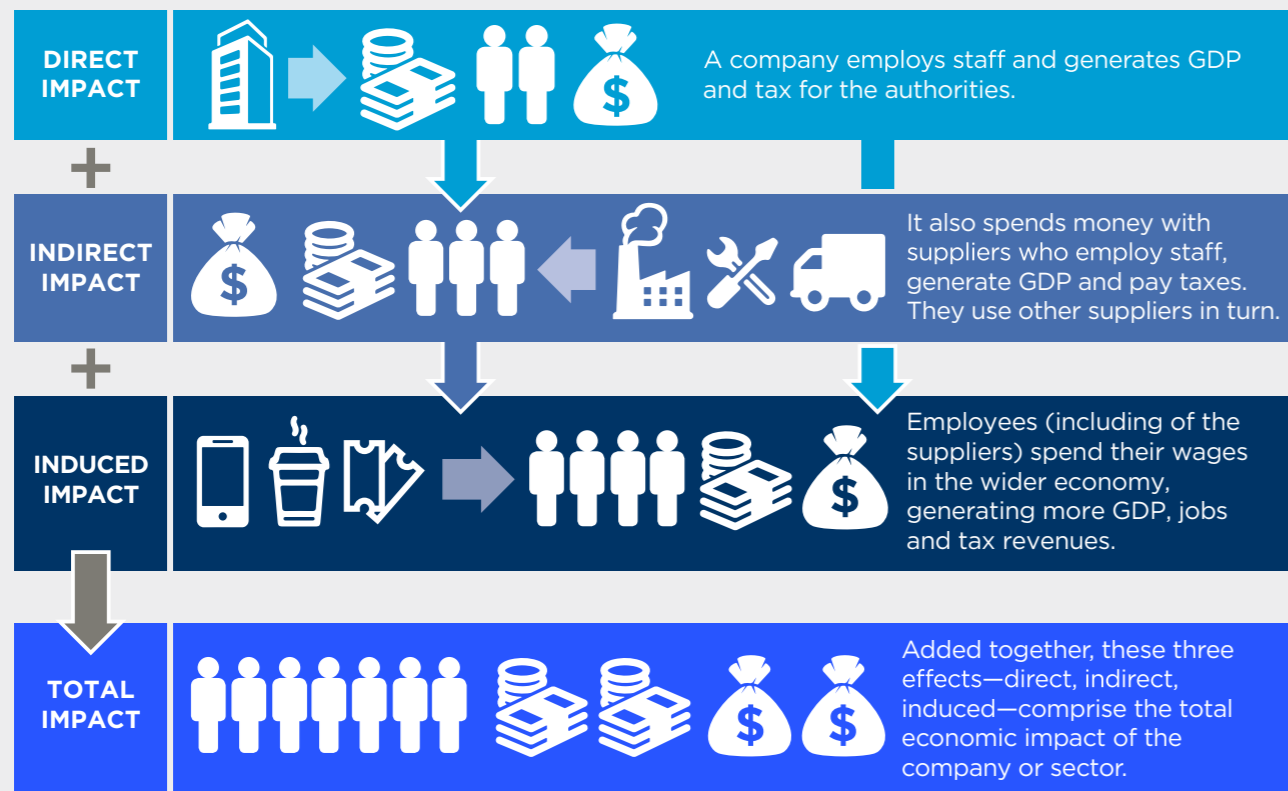 DIRECT
IMPACT
$
A company employs staff and generates GDP
and tax for the authorities.
+
INDIRECT
IMPACT
$
It also spends money with
suppliers who employ staff,
generate GDP and pay taxes.
They use other suppliers in turn.
+
INDUCED
IMPACT
$
Employees (including of the
suppliers) spend their wages
in the wider economy,
generating more GDP, jobs
and tax revenues.
TOTAL
IMPACT
$ $
Added together, these three
effects—direct, indirect,
induced—comprise the total
economic impact of the
company or sector.